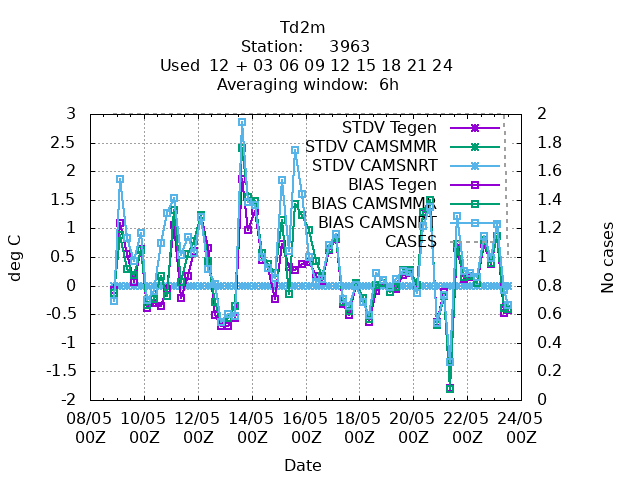 Td2m
Station: 3963
Used 12 + 03 06 09 12 15 18 21 24
Averaging window: 6h
3
2.5
2
1.5
1
0.5
0
-0.5
-1
-1.5
-2
deg C
2
1.8
1.6
1.4
1.2
1
0.8
0.6
0.4
0.2
0
No cases
STDV Tegen
STDV CAMSMMR
STDV CAMSNRT
BIAS Tegen
BIAS CAMSMMR
BIAS CAMSNRT
CASES
08/05 10/05 12/05 14/05 16/05 18/05 20/05 22/05 24/05
00Z 00Z 00Z 00Z 00Z 00Z 00Z 00Z 00Z
Date